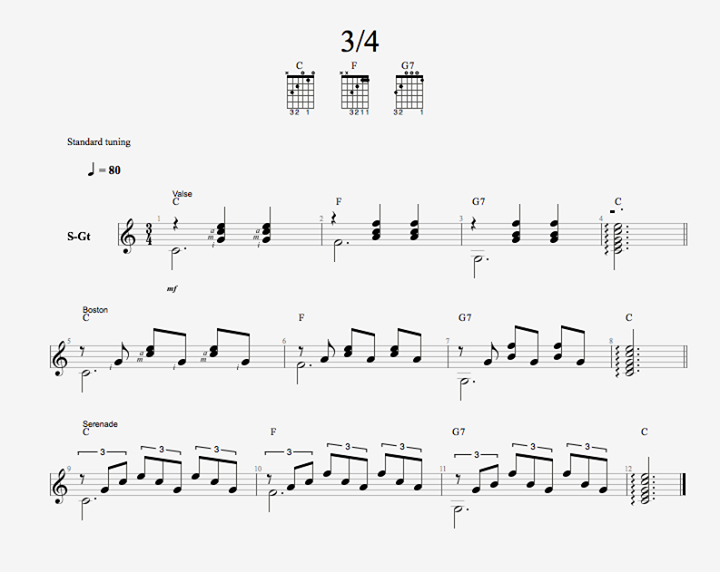 3/4
C F G7
x x x
32 1 3211 32 1
Standard tuning
♩ = 80
Valse
C F G7 C
S-Gt
1 2 3 4
3
4
a a
m m
i i
mf
Boston
C F G7 C
5 6 7 8
a a
m m
i i
Serenade
C F G7 C
9 10 11 12
3 3 3 3 3 3 3 3 3